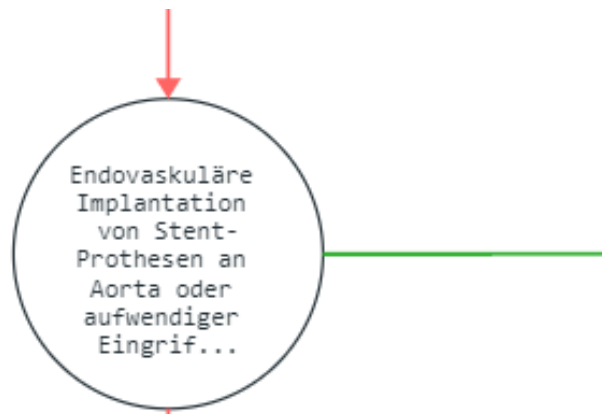 Endovaskuläre
Implantation
von Stent-
Prothesen an
Aorta oder
aufwendiger
Eingrif...